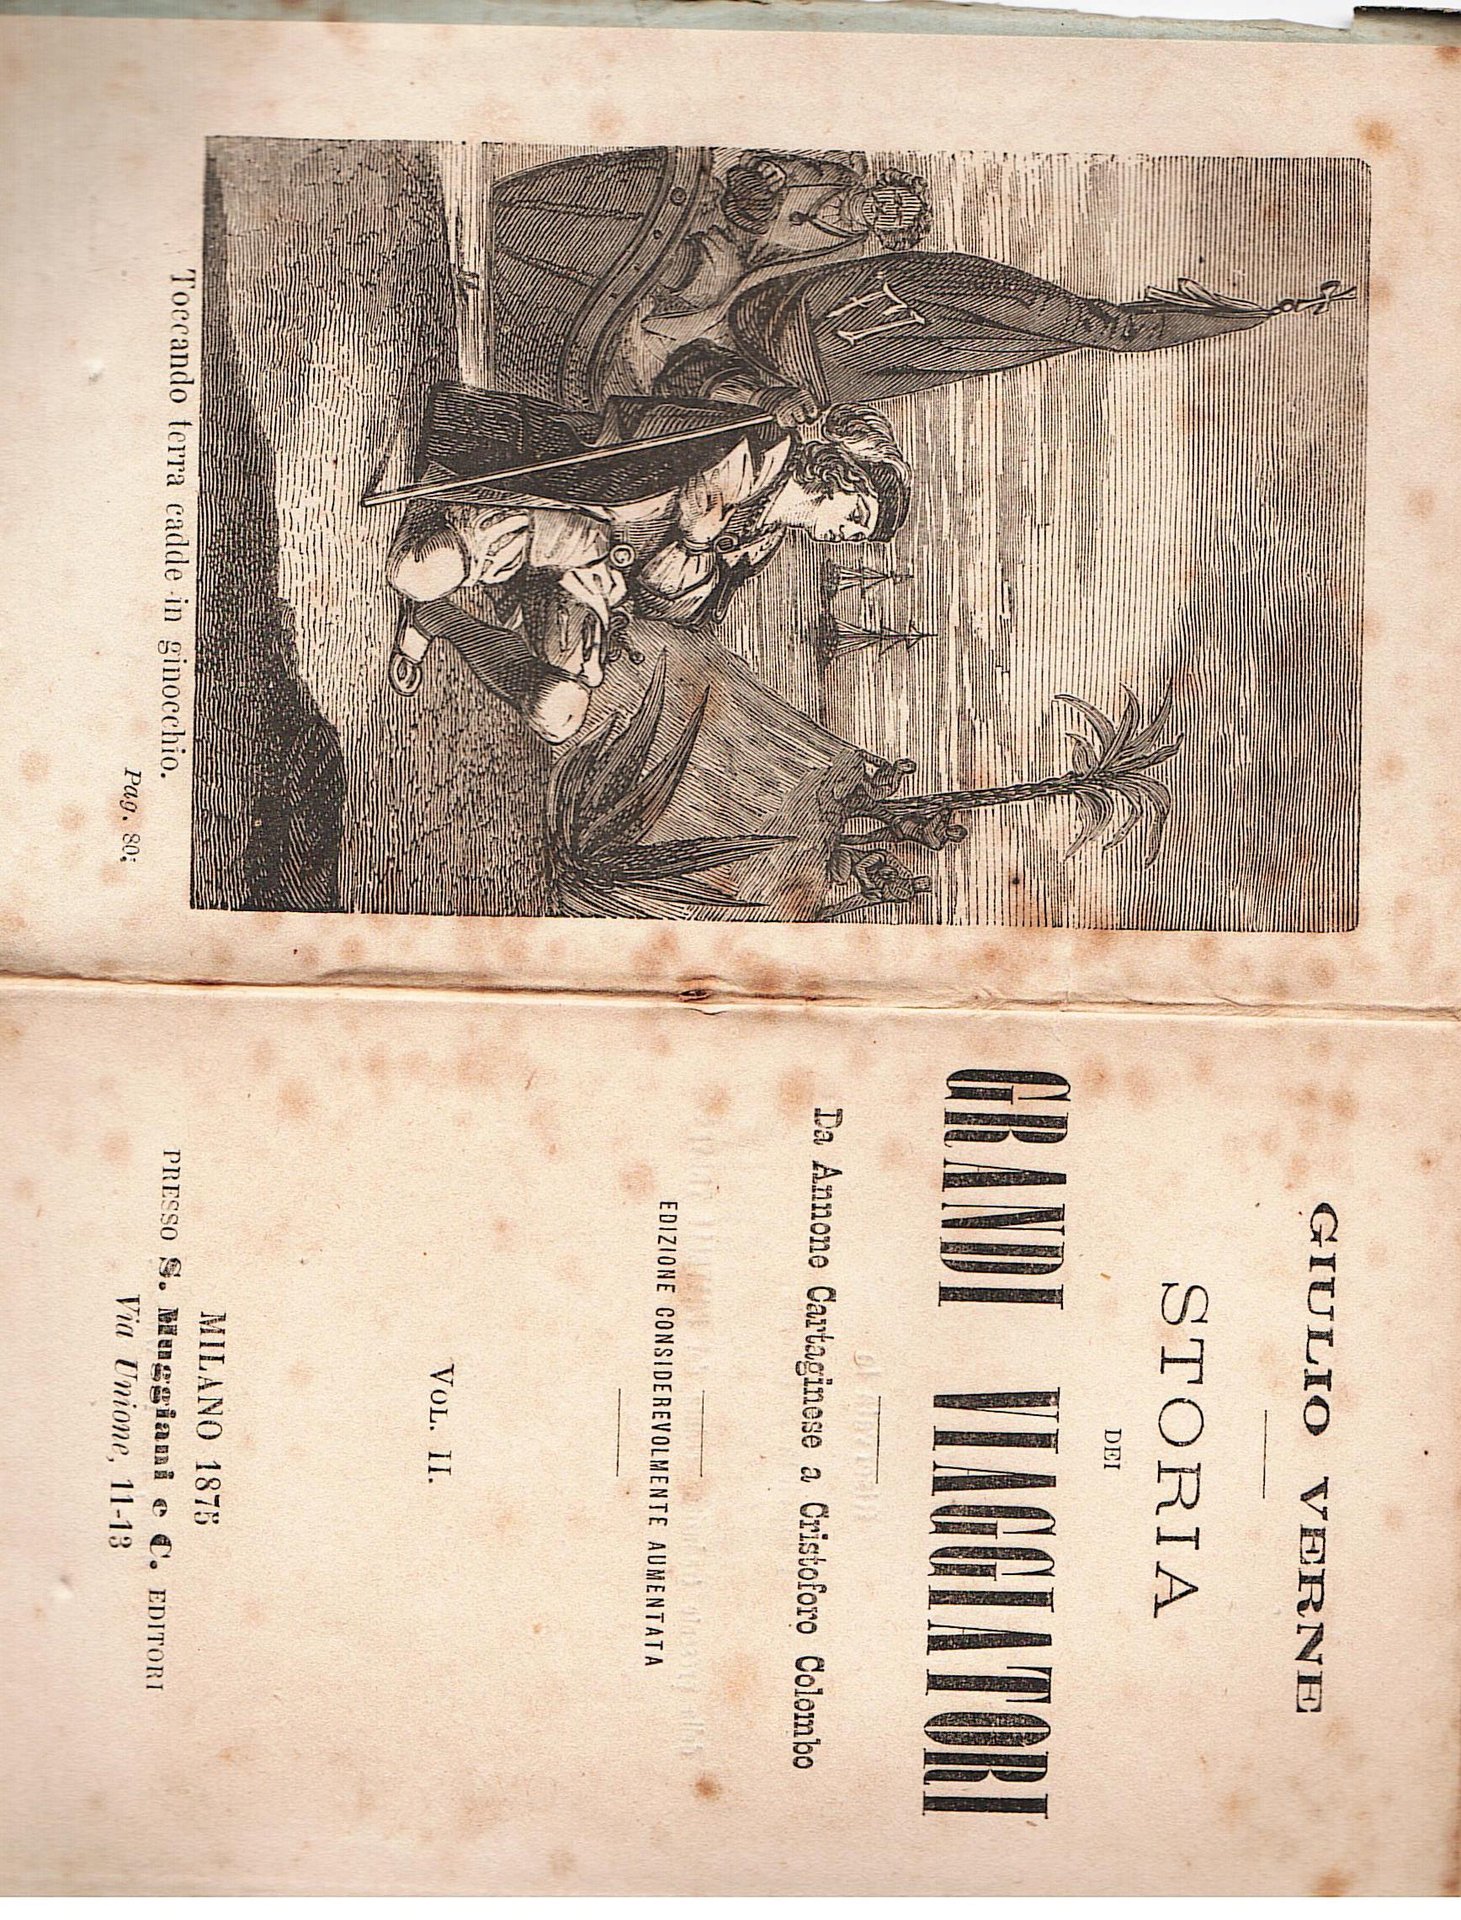 Toccando terra cadde in ginocchio.
Pag. 80;
GIULIO VERNE
STORIA
DEI
GRANDI VIAGGIATORI
Da Annone Cartaginese a Cristoforo Colombo
EDIZIONE CONSIDEREVOLMENTE AUMENTATA
VOL. II.
MILANO 1875
PRESSO S. Muggiani e C. EDITORI
Via Unione, 11-13